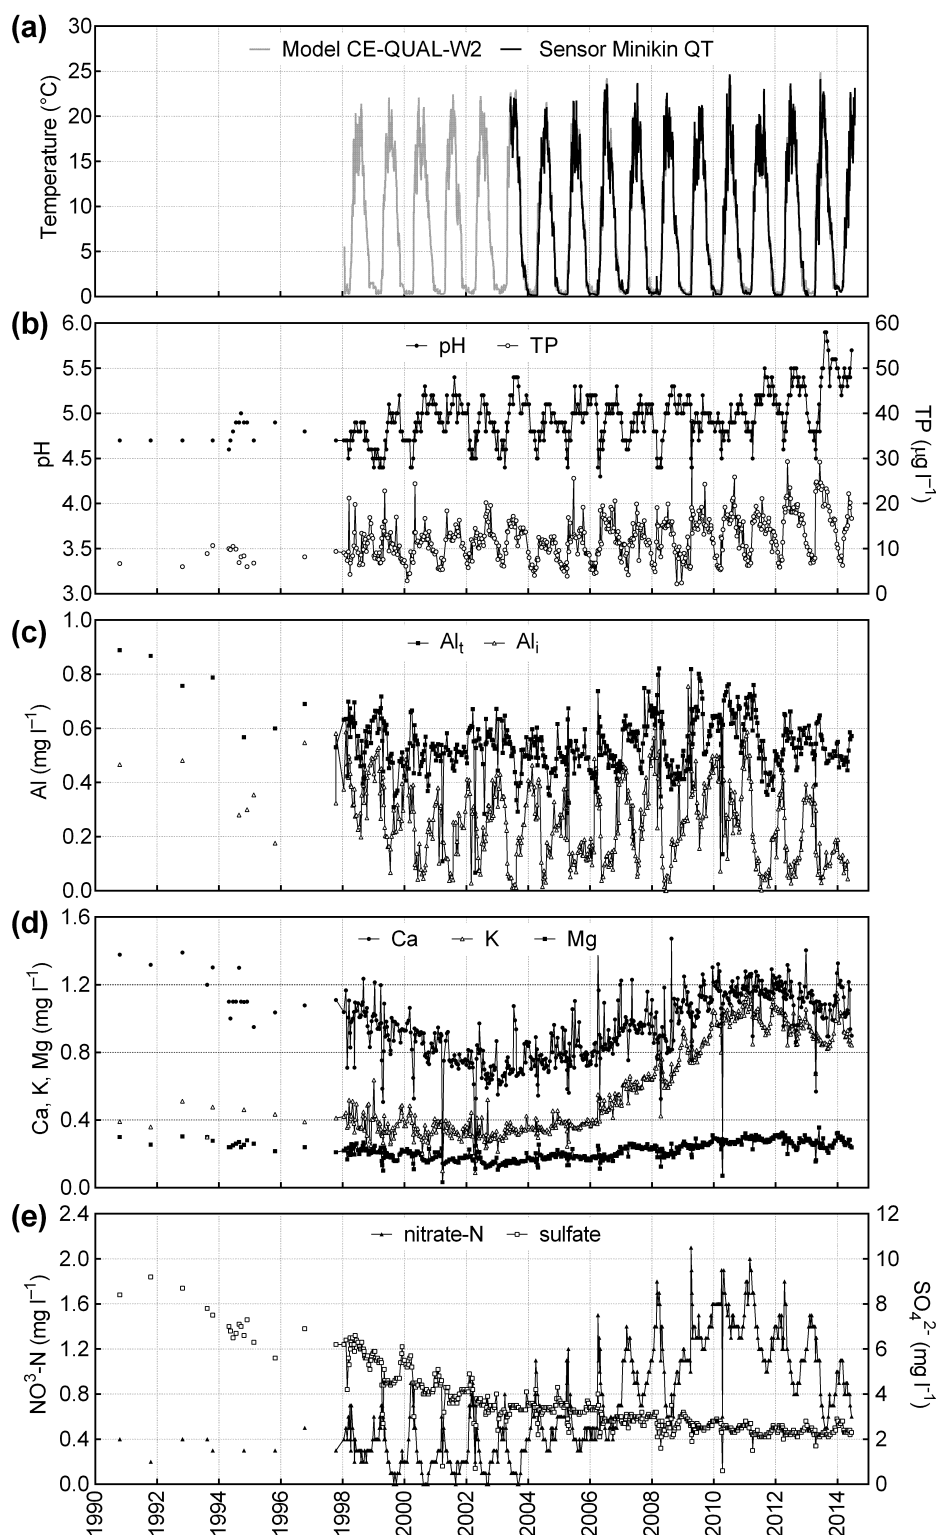 (a)
30
25
20
15
10
5
0
Temperature (°C)
Model CE-QUAL-W2
Sensor Minikin QT
(b)
6.0
5.5
5.0
4.5
4.0
3.5
3.0
pH
pH
TP
60
50
40
30
20
10
0
TP (µg l⁻¹)
(c)
1.0
0.8
0.6
0.4
0.2
0.0
Al (mg l⁻¹)
Alₜ
Alᵢ
(d)
1.6
1.2
0.8
0.4
0.0
Ca, K, Mg (mg l⁻¹)
Ca
K
Mg
(e)
2.4
2.0
1.6
1.2
0.8
0.4
0.0
NO³-N (mg l⁻¹)
nitrate-N
sulfate
12
10
8
6
4
2
0
SO₄²⁻ (mg l⁻¹)
1990
1992
1994
1996
1998
2000
2002
2004
2006
2008
2010
2012
2014